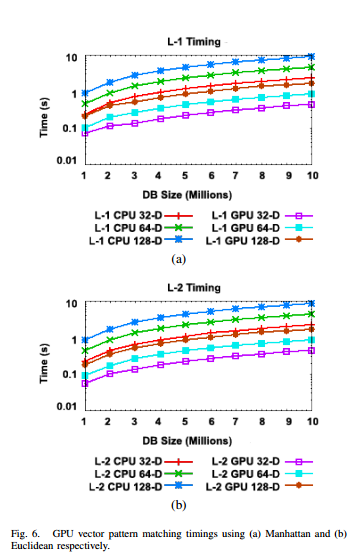 L-1 Timing
10
1
0.1
0.01
Time (s)
1 2 3 4 5 6 7 8 9 10
DB Size (Millions)
L-1 CPU 32-D L-1 GPU 32-D
L-1 CPU 64-D L-1 GPU 64-D
L-1 CPU 128-D L-1 GPU 128-D
(a)
L-2 Timing
10
1
0.1
0.01
Time (s)
1 2 3 4 5 6 7 8 9 10
DB Size (Millions)
L-2 CPU 32-D L-2 GPU 32-D
L-2 CPU 64-D L-2 GPU 64-D
L-2 CPU 128-D L-2 GPU 128-D
(b)
Fig. 6. GPU vector pattern matching timings using (a) Manhattan and (b)
Euclidean respectively.